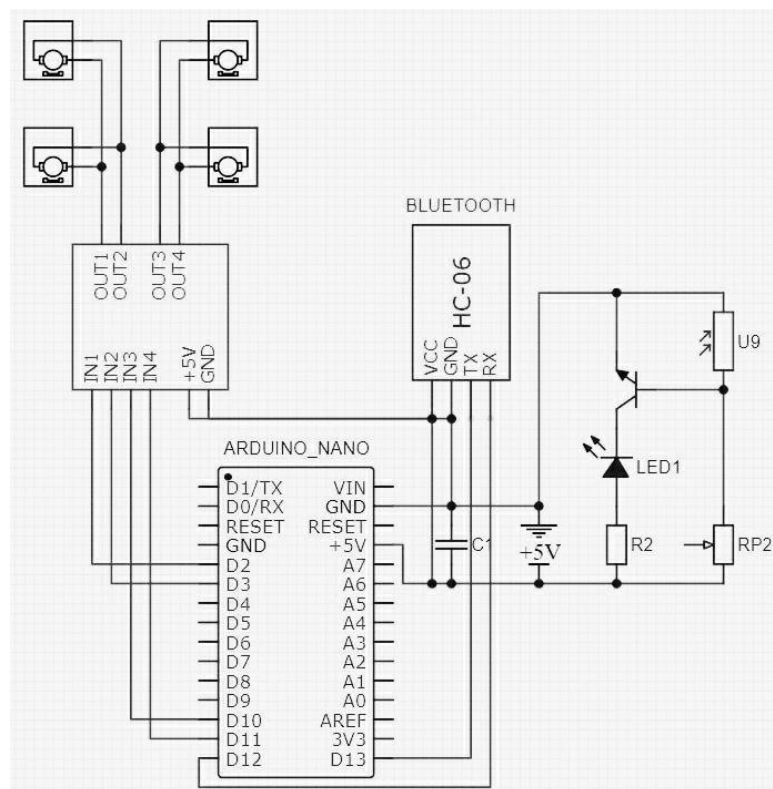 BLUETOOTH
HC-06
VCC
GND
TX
RX
OUT1
OUT2
OUT3
OUT4
IN1
IN2
IN3
IN4
+5V
GND
U9
LED1
R2
RP2
C1
+5V
ARDUINO_NANO
D1/TX VIN
D0/RX GND
RESET RESET
GND +5V
D2 A7
D3 A6
D4 A5
D5 A4
D6 A3
D7 A2
D8 A1
D9 A0
D10 AREF
D11 3V3
D12 D13